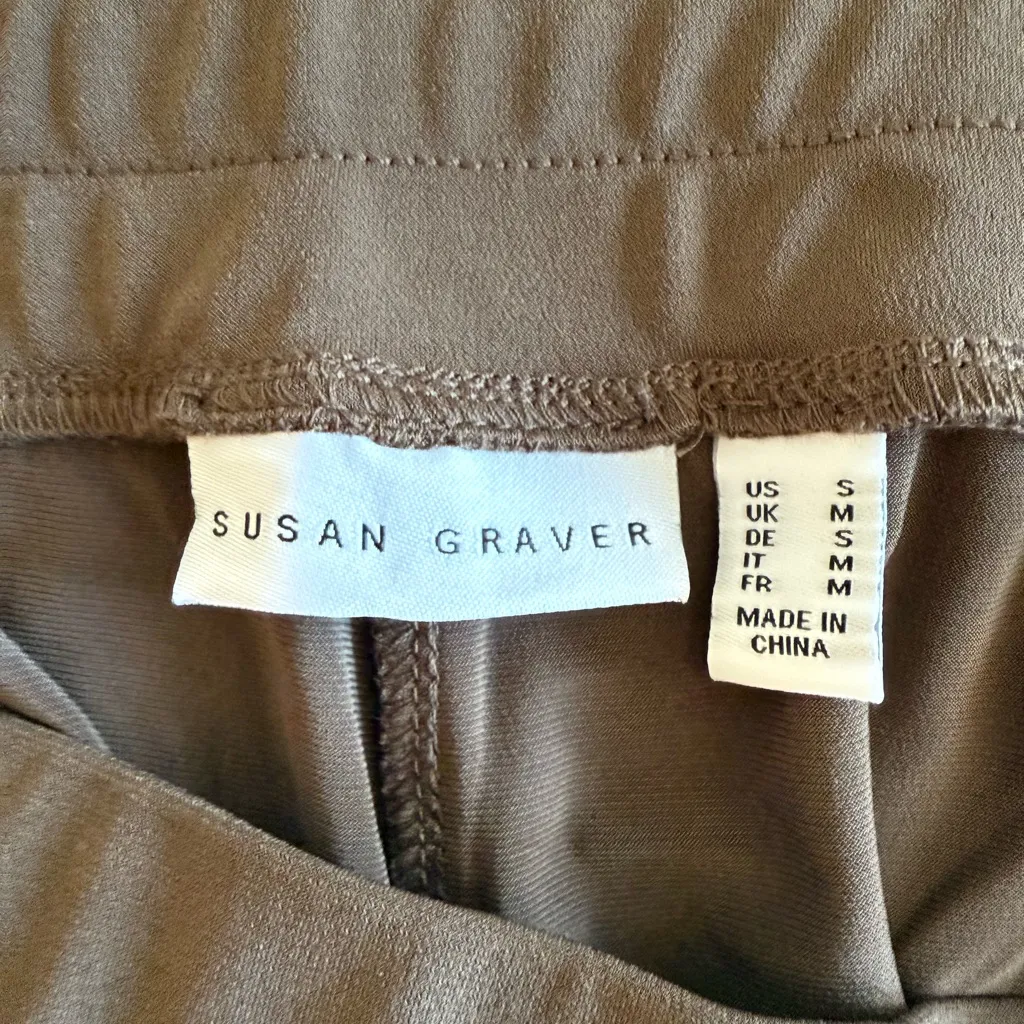 SUSAN GRAVER
US S
UK M
DE S
IT M
FR M
MADE IN
CHINA